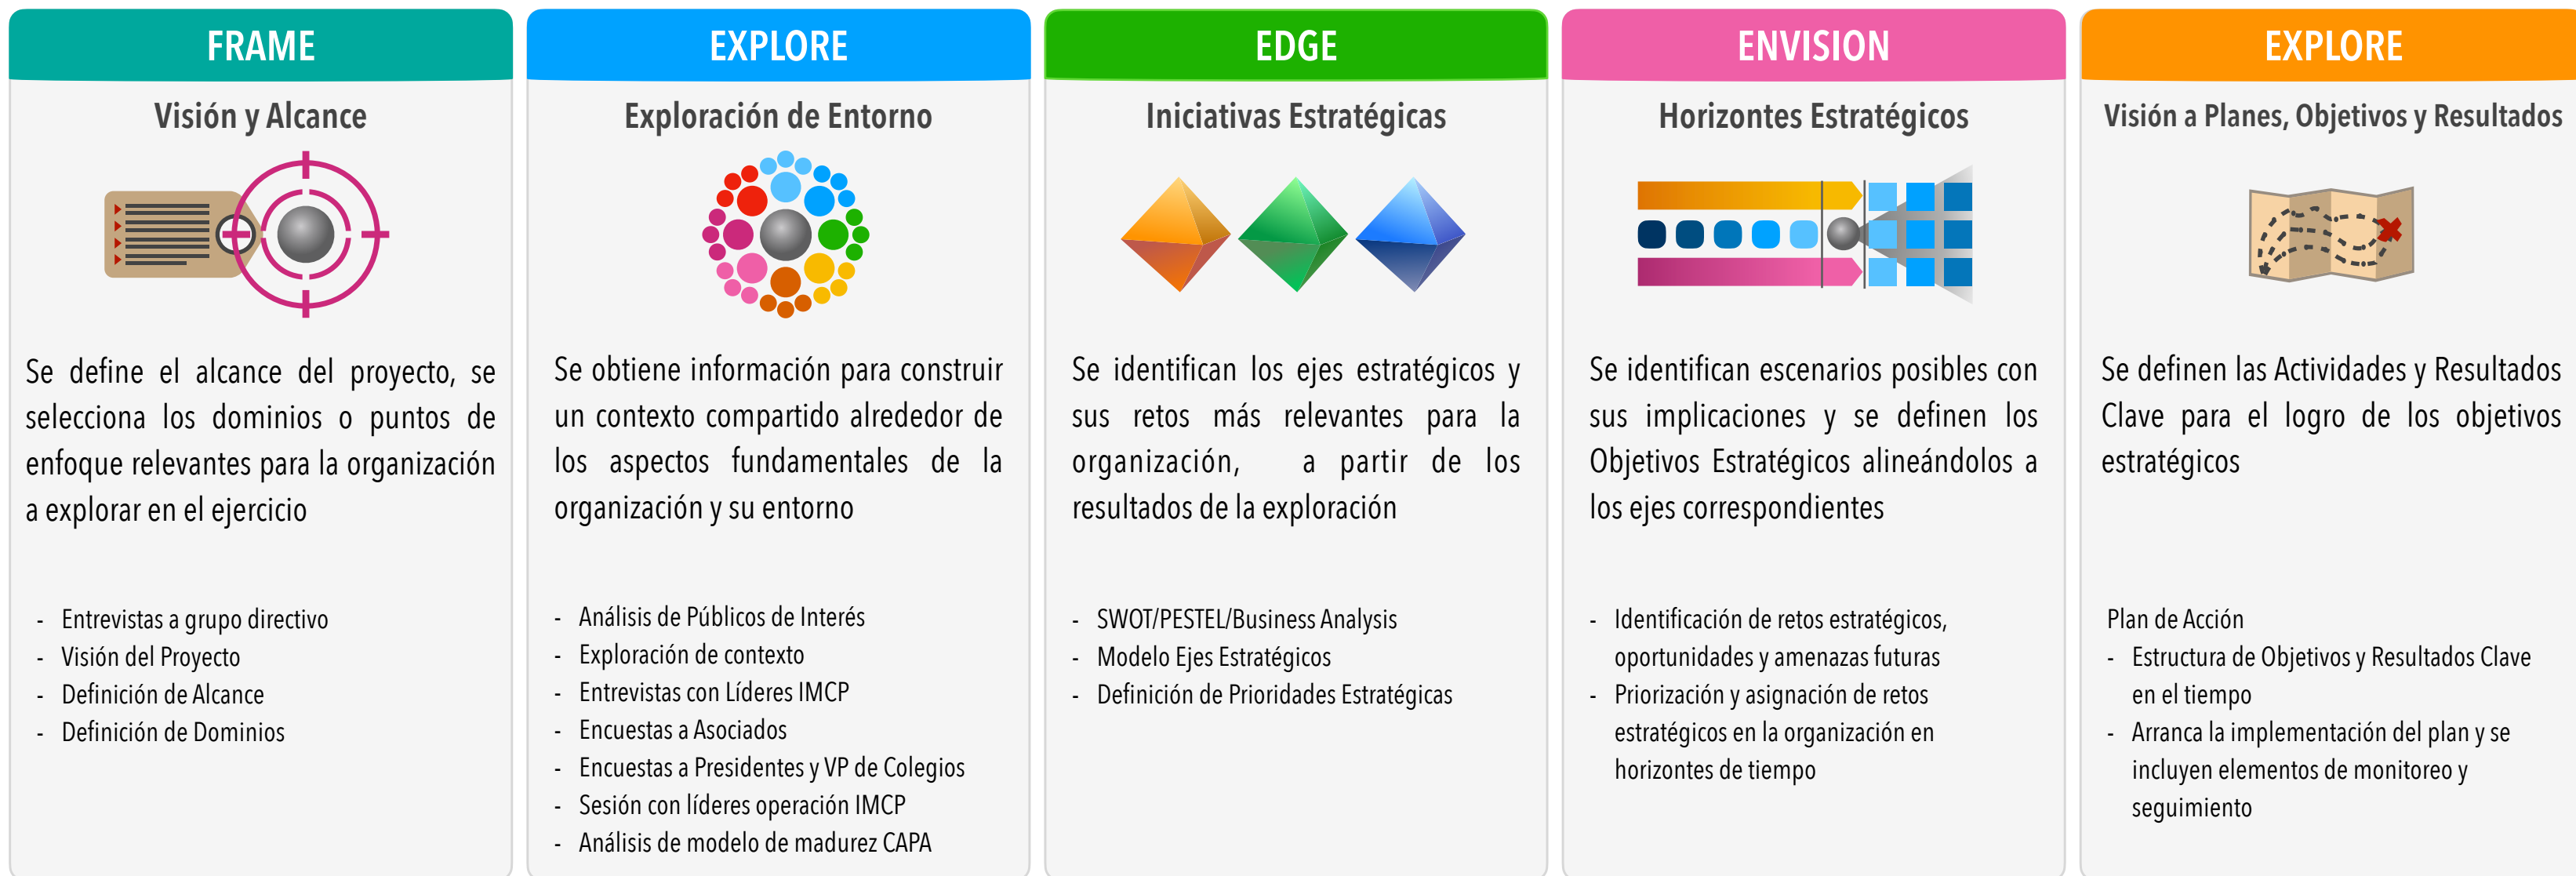 FRAME
Visión y Alcance
Se define el alcance del proyecto, se
selecciona los dominios o puntos de
enfoque relevantes para la organización
a explorar en el ejercicio
- Entrevistas a grupo directivo
- Visión del Proyecto
- Definición de Alcance
- Definición de Dominios
EXPLORE
Exploración de Entorno
Se obtiene información para construir
un contexto compartido alrededor de
los aspectos fundamentales de la
organización y su entorno
- Análisis de Públicos de Interés
- Exploración de contexto
- Entrevistas con Líderes IMCP
- Encuestas a Asociados
- Encuestas a Presidentes y VP de Colegios
- Sesión con líderes operación IMCP
- Análisis de modelo de madurez CAPA
EDGE
Iniciativas Estratégicas
Se identifican los ejes estratégicos y
sus retos más relevantes para la
organización, a partir de los
resultados de la exploración
- SWOT/PESTEL/Business Analysis
- Modelo Ejes Estratégicos
- Definición de Prioridades Estratégicas
ENVISION
Horizontes Estratégicos
Se identifican escenarios posibles con
sus implicaciones y se definen los
Objetivos Estratégicos alineándolos a
los ejes correspondientes
- Identificación de retos estratégicos,
oportunidades y amenazas futuras
- Priorización y asignación de retos
estratégicos en la organización en
horizontes de tiempo
EXPLORE
Visión a Planes, Objetivos y Resultados
Se definen las Actividades y Resultados
Clave para el logro de los objetivos
estratégicos
Plan de Acción
- Estructura de Objetivos y Resultados Clave
en el tiempo
- Arranca la implementación del plan y se
incluyen elementos de monitoreo y
seguimiento